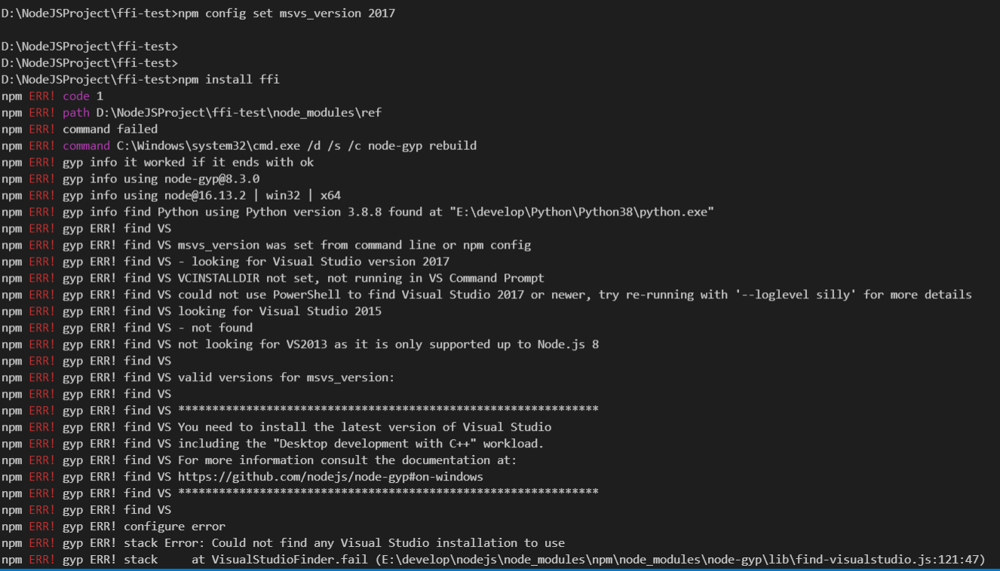 D:\NodeJSProject\ffi-test>npm config set msvs_version 2017
D:\NodeJSProject\ffi-test>
D:\NodeJSProject\ffi-test>
D:\NodeJSProject\ffi-test>npm install ffi
npm ERR! code 1
npm ERR! path D:\NodeJSProject\ffi-test\node_modules\ref
npm ERR! command failed
npm ERR! command C:\Windows\system32\cmd.exe /d /s /c node-gyp rebuild
npm ERR! gyp info it worked if it ends with ok
npm ERR! gyp info using node-gyp@8.3.0
npm ERR! gyp info using node@16.13.2 | win32 | x64
npm ERR! gyp info find Python using Python version 3.8.8 found at "E:\develop\Python\Python38\python.exe"
npm ERR! gyp ERR! find VS
npm ERR! gyp ERR! find VS msvs_version was set from command line or npm config
npm ERR! gyp ERR! find VS - looking for Visual Studio version 2017
npm ERR! gyp ERR! find VS VCINSTALLDIR not set, not running in VS Command Prompt
npm ERR! gyp ERR! find VS could not use PowerShell to find Visual Studio 2017 or newer, try re-running with '--loglevel silly' for more details
npm ERR! gyp ERR! find VS looking for Visual Studio 2015
npm ERR! gyp ERR! find VS - not found
npm ERR! gyp ERR! find VS not looking for VS2013 as it is only supported up to Node.js 8
npm ERR! gyp ERR! find VS
npm ERR! gyp ERR! find VS valid versions for msvs_version:
npm ERR! gyp ERR! find VS
npm ERR! gyp ERR! find VS **************************************************************
npm ERR! gyp ERR! find VS You need to install the latest version of Visual Studio
npm ERR! gyp ERR! find VS including the "Desktop development with C++" workload.
npm ERR! gyp ERR! find VS For more information consult the documentation at:
npm ERR! gyp ERR! find VS https://github.com/nodejs/node-gyp#on-windows
npm ERR! gyp ERR! find VS **************************************************************
npm ERR! gyp ERR! find VS
npm ERR! gyp ERR! configure error
npm ERR! gyp ERR! stack Error: Could not find any Visual Studio installation to use
npm ERR! gyp ERR! stack     at VisualStudioFinder.fail (E:\develop\nodejs\node_modules\npm\node_modules\node-gyp\lib\find-visualstudio.js:121:47)